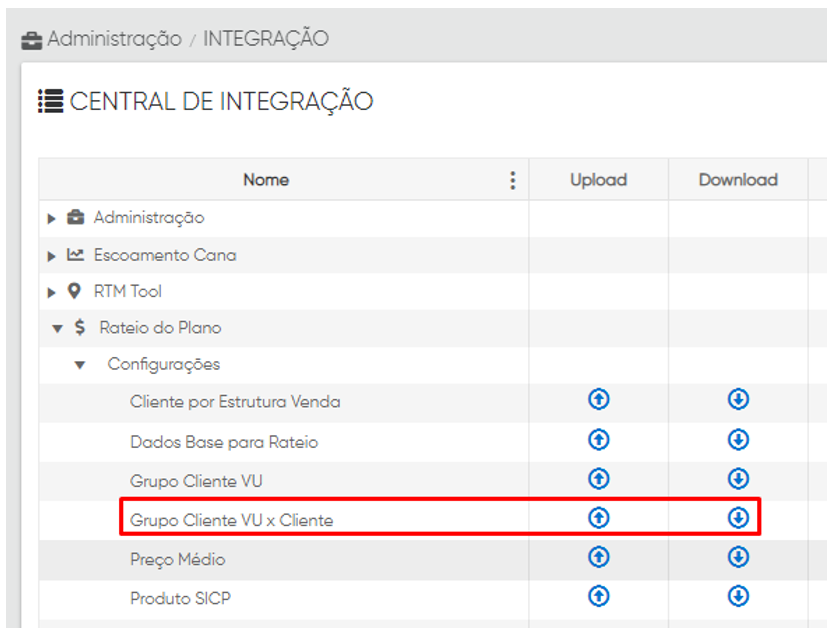 Administração / INTEGRAÇÃO
CENTRAL DE INTEGRAÇÃO
Nome Upload Download
Administração
Escoamento Cana
RTM Tool
$ Rateio do Plano
Configurações
Cliente por Estrutura Venda
Dados Base para Rateio
Grupo Cliente VU
Grupo Cliente VU x Cliente
Preço Médio
Produto SICP